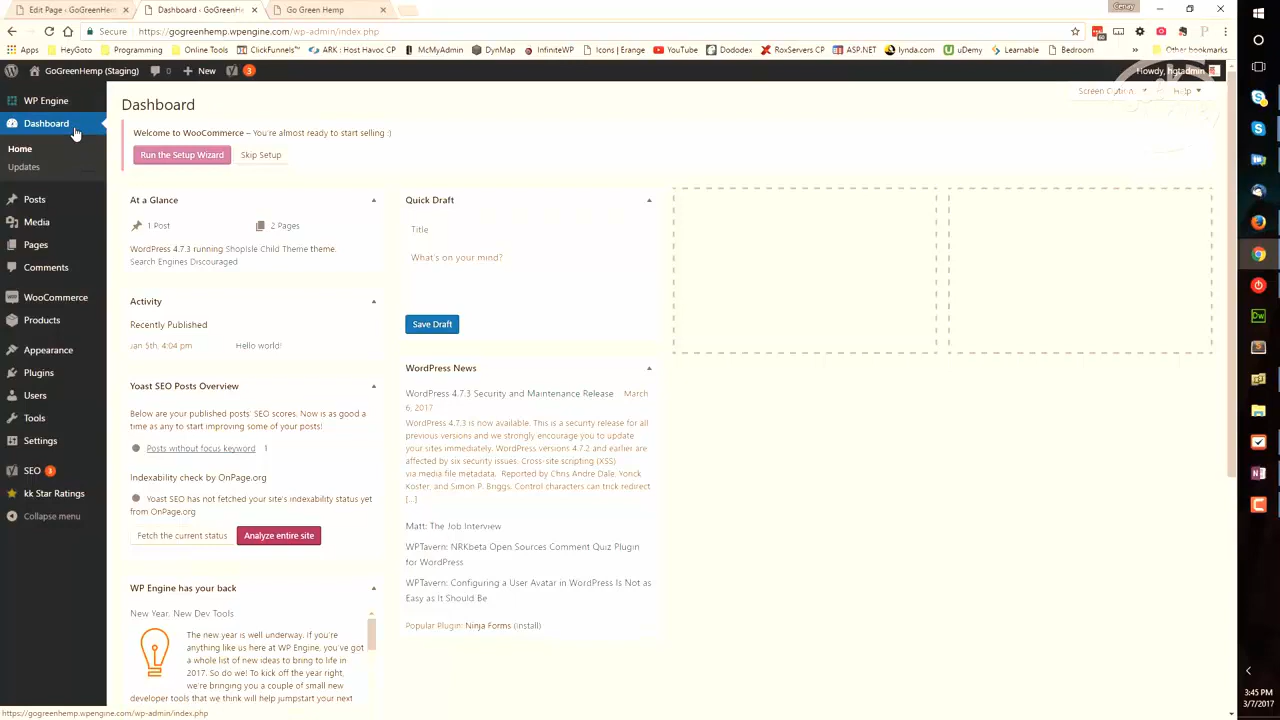 Edit Page ‹ GoGreenHemp
Dashboard ‹ GoGreenH
Go Green Hemp
Cenay
Secure
https://gogreenhemp.wpengine.com/wp-admin/index.php
Apps
HeyGoto
Programming
Online Tools
ClickFunnels™
ARK : Host Havoc CP
McMyAdmin
DynMap
InfiniteWP
Icons | Erange
YouTube
Dododex
RoxServers CP
ASP.NET
lynda.com
uDemy
Learnable
Bedroom
Other bookmarks
GoGreenHemp (Staging)
0
New
3
Howdy, hgtadmin
WP Engine
Dashboard
Home
Updates
Posts
Media
Pages
Comments
WooCommerce
Products
Appearance
Plugins
Users
Tools
Settings
SEO 3
kk Star Ratings
Collapse menu
Dashboard
Help
Welcome to WooCommerce – You're almost ready to start selling :)
Run the Setup Wizard
Skip Setup
At a Glance
1 Post
2 Pages
WordPress 4.7.3 running ShopIsle Child Theme theme.
Search Engines Discouraged
Activity
Recently Published
Jan 5th, 4:04 pm
Hello world!
Yoast SEO Posts Overview
Below are your published posts' SEO scores. Now is as good a
time as any to start improving some of your posts!
Posts without focus keyword 1
Indexability check by OnPage.org
Yoast SEO has not fetched your site's indexability status yet
from OnPage.org
Fetch the current status
Analyze entire site
WP Engine has your back
New Year, New Dev Tools
The new year is well underway. If you're
anything like us here at WP Engine, you've got
a whole list of new ideas to bring to life in
2017. So do we! To kick off the year right,
we're bringing you a couple of small new
developer tools that we think will help jumpstart your next
Quick Draft
Title
What's on your mind?
Save Draft
WordPress News
WordPress 4.7.3 Security and Maintenance Release March
6, 2017
WordPress 4.7.3 is now available. This is a security release for all
previous versions and we strongly encourage you to update
your sites immediately. WordPress versions 4.7.2 and earlier are
affected by six security issues: Cross-site scripting (XSS)
via media file metadata. Reported by Chris Andre Dale, Yorick
Koster, and Simon P. Briggs. Control characters can trick redirect
[...]
Matt: The Job Interview
WPTavern: NRKbeta Open Sources Comment Quiz Plugin
for WordPress
WPTavern: Configuring a User Avatar in WordPress Is Not as
Easy as It Should Be
Popular Plugin: Ninja Forms (Install)
https://gogreenhemp.wpengine.com/wp-admin/index.php
3:45 PM
3/7/2017